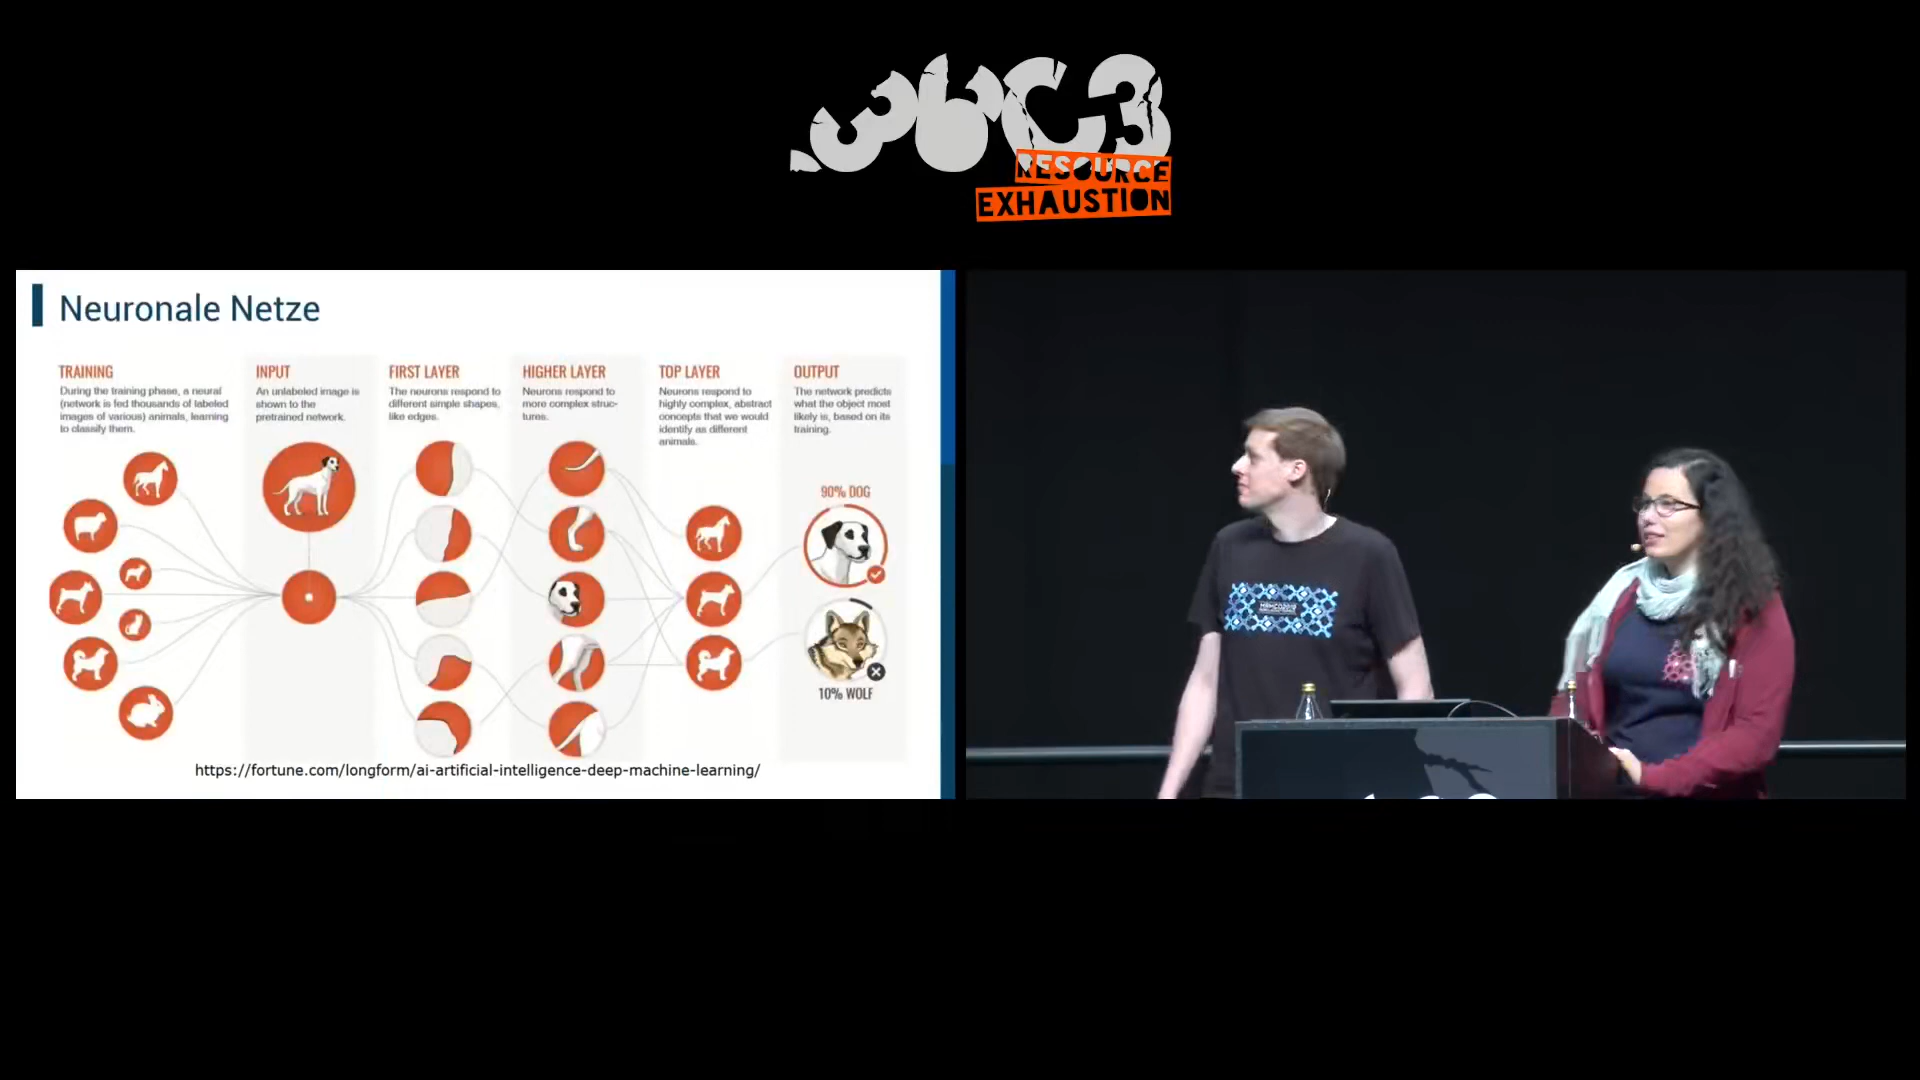 36C3
RESOURCE
EXHAUSTION
Neuronale Netze
TRAINING
During the training phase, a neural
(network is fed thousands of labeled
images of various) animals, learning
to classify them.
INPUT
An unlabeled image is
shown to the
pretrained network.
FIRST LAYER
The neurons respond to
different simple shapes,
like edges.
HIGHER LAYER
Neurons respond to
more complex struc-
tures.
TOP LAYER
Neurons respond to
highly complex, abstract
concepts that we would
identify as different
animals.
OUTPUT
The network predicts
what the object most
likely is, based on its
training.
90% DOG
10% WOLF
https://fortune.com/longform/ai-artificial-intelligence-deep-machine-learning/